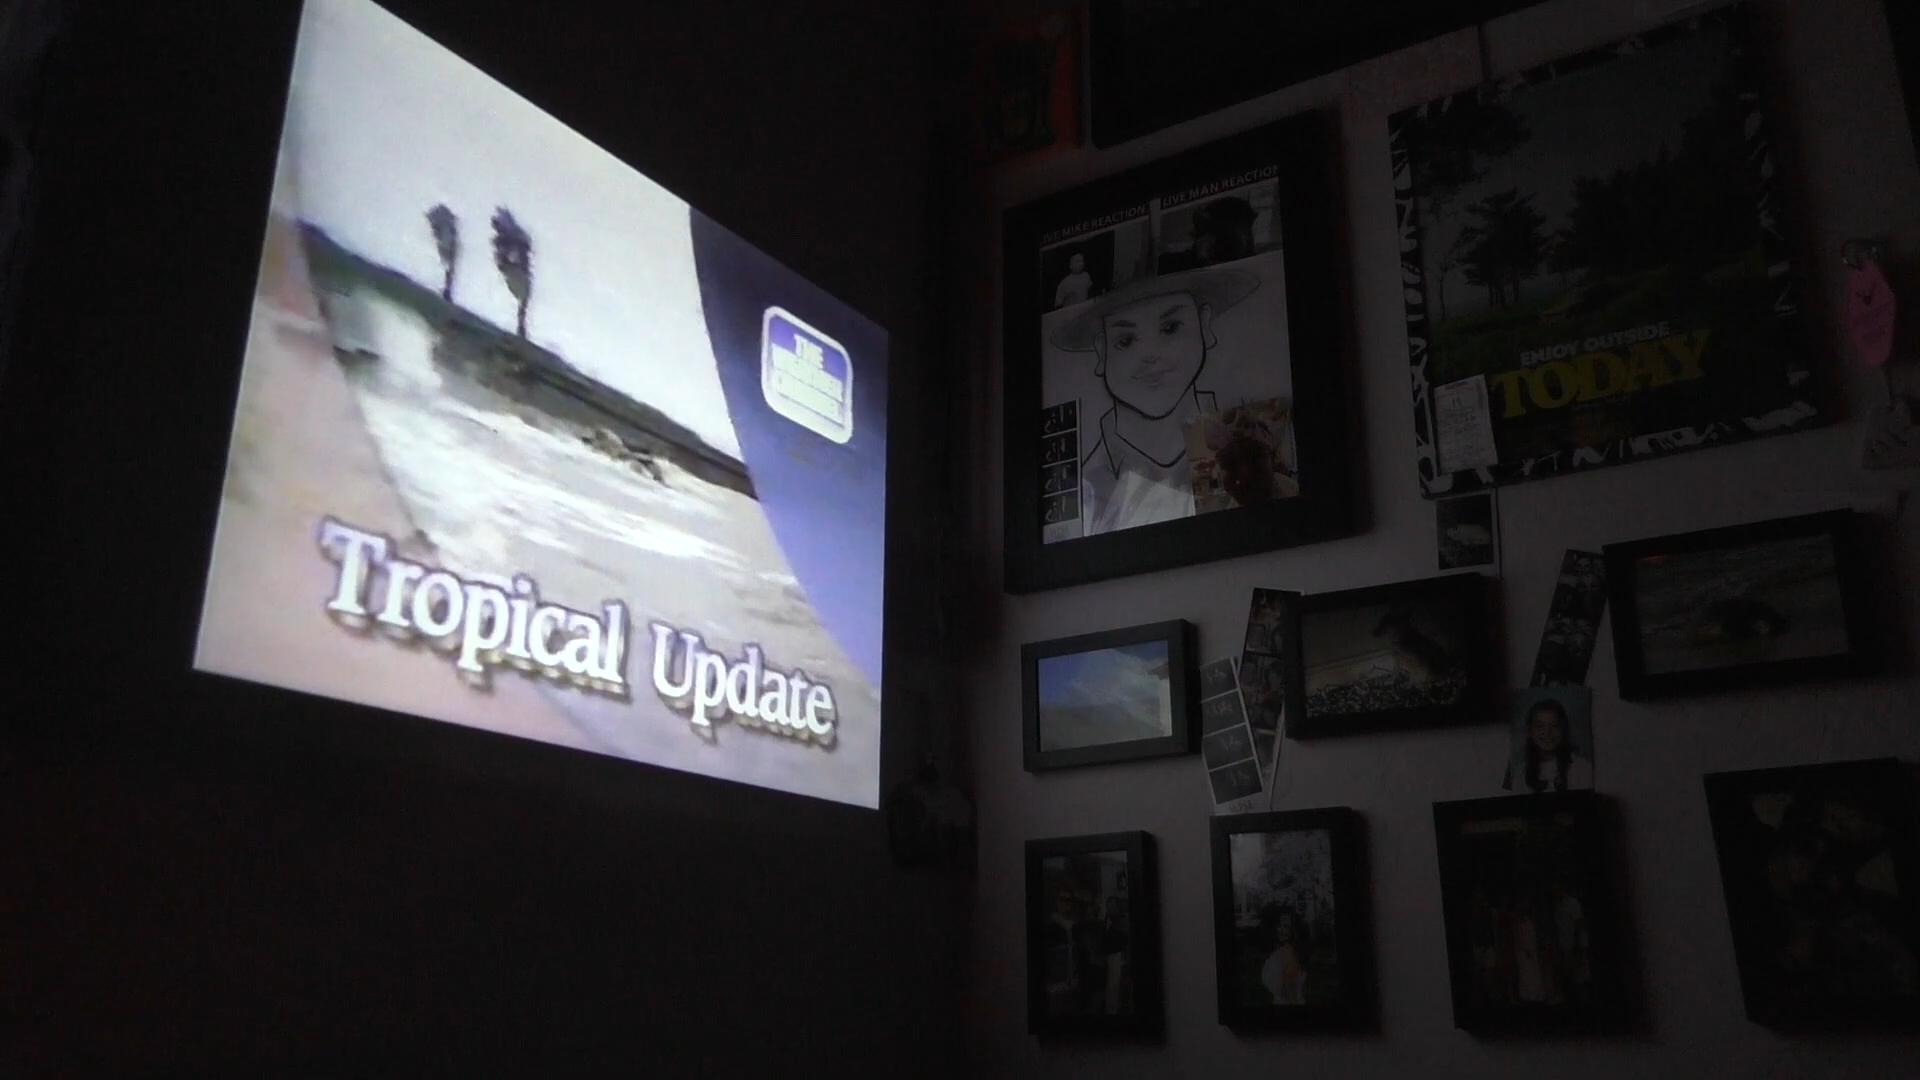 THE
WEATHER
CHANNEL
Tropical Update
LIVE MIKE REACTION
LIVE MAN REACTION
ENJOY OUTSIDE
TODAY